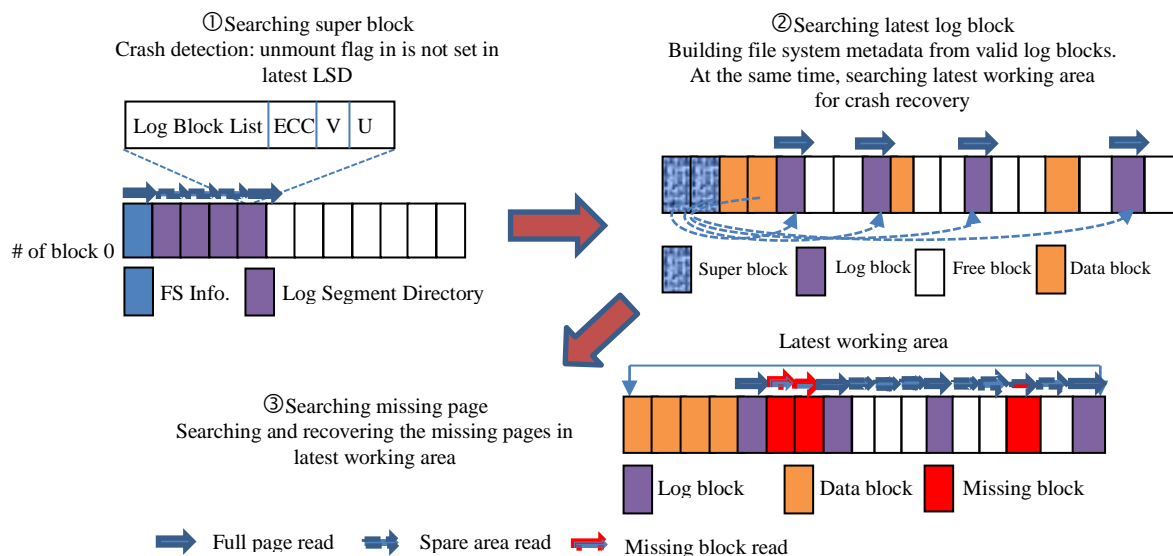 ①Searching super block
Crash detection: unmount flag in is not set in
latest LSD
Log Block List ECC V U
# of block 0
FS Info. Log Segment Directory
②Searching latest log block
Building file system metadata from valid log blocks.
At the same time, searching latest working area
for crash recovery
Super block Log block Free block Data block
Latest working area
③Searching missing page
Searching and recovering the missing pages in
latest working area
Log block Data block Missing block
Full page read Spare area read Missing block read